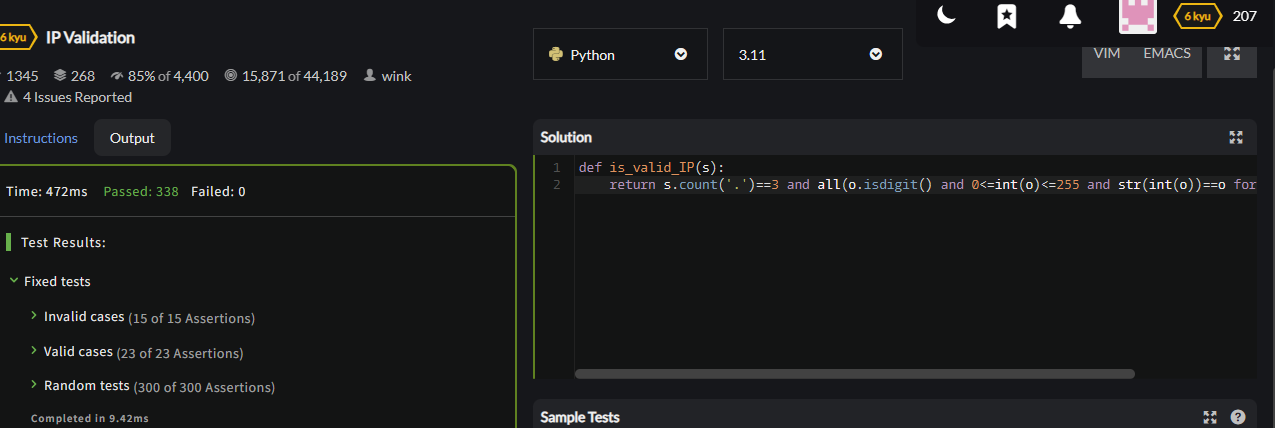 6 kyu IP Validation
1345 268 85% of 4,400 15,871 of 44,189 wink
4 Issues Reported
Instructions Output
Time: 472ms Passed: 338 Failed: 0
Test Results:
Fixed tests
Invalid cases (15 of 15 Assertions)
Valid cases (23 of 23 Assertions)
Random tests (300 of 300 Assertions)
Completed in 9.42ms
6 kyu 207
Python 3.11 VIM EMACS
Solution
1 def is_valid_IP(s):
2 return s.count('.')==3 and all(o.isdigit() and 0<=int(o)<=255 and str(int(o))==o for
Sample Tests ?